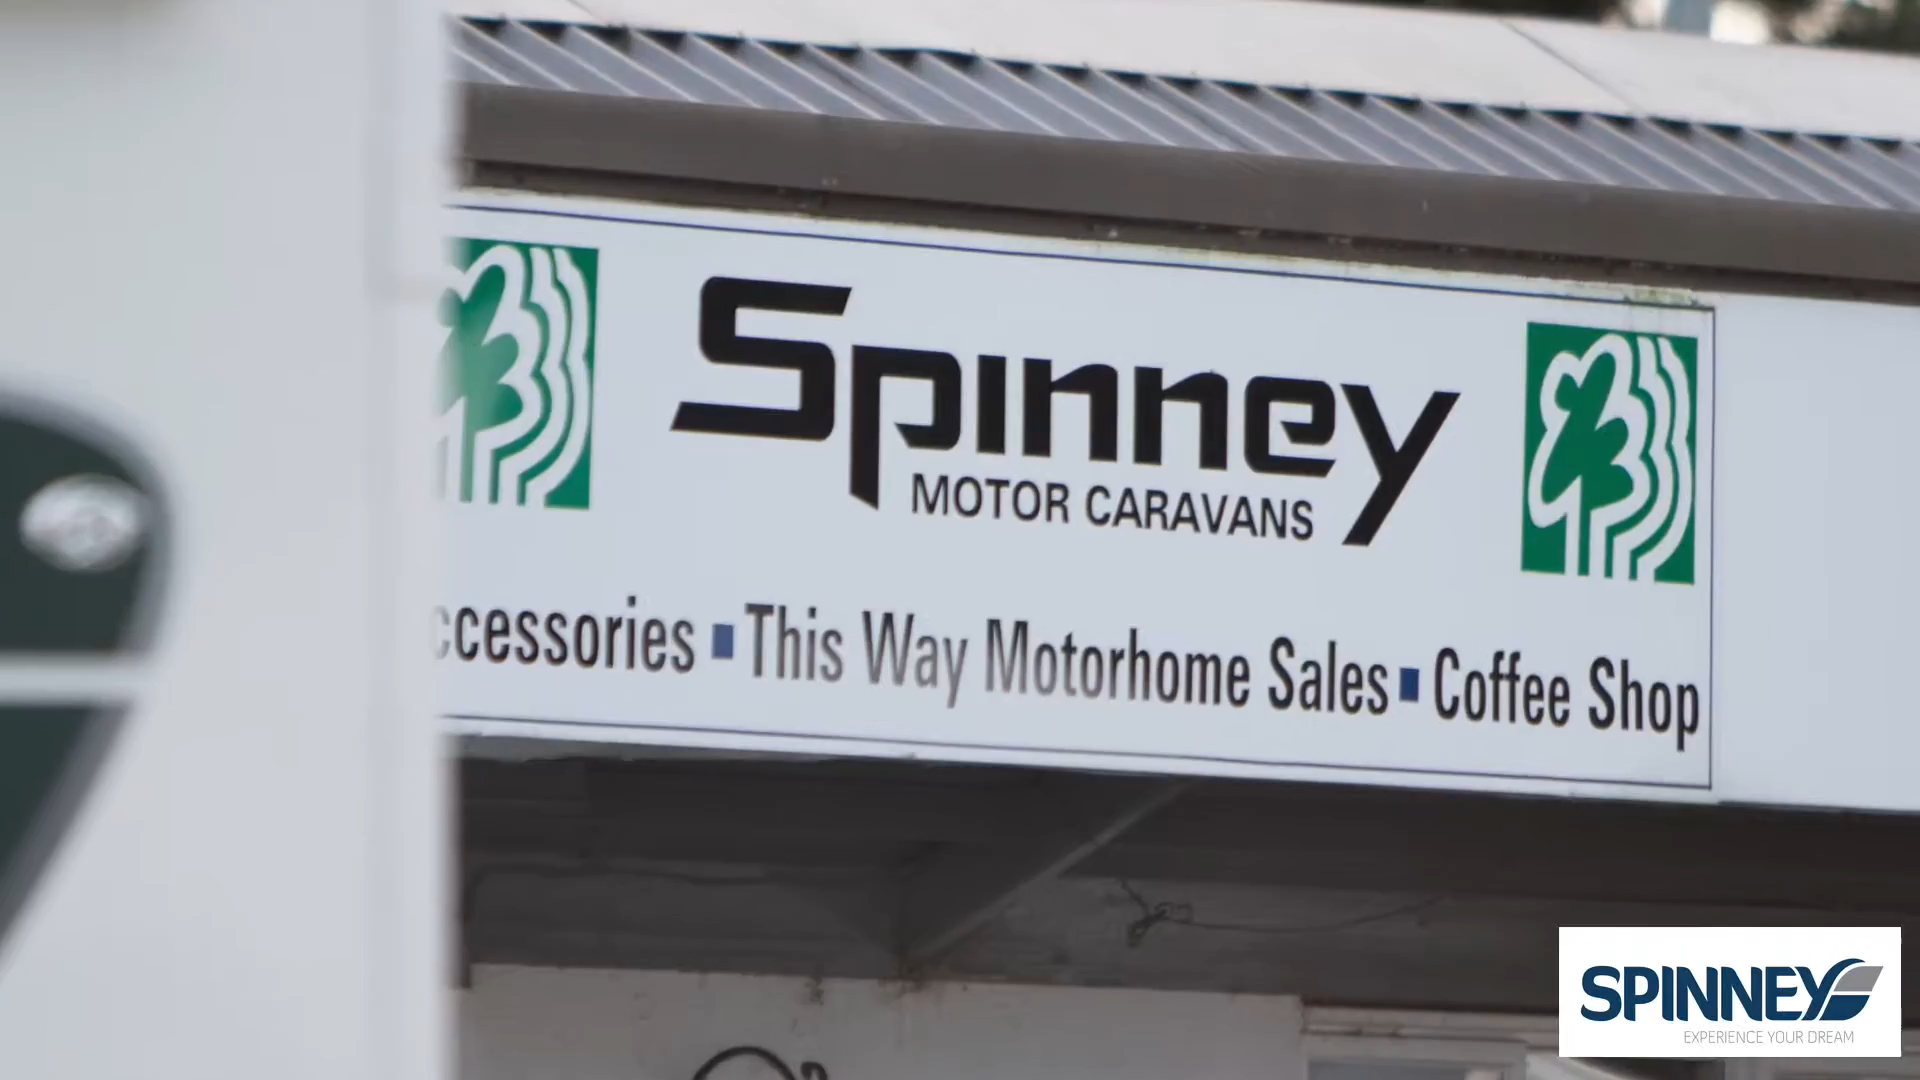 Spinney
MOTOR CARAVANS
ccessories ▪ This Way Motorhome Sales ▪ Coffee Shop
SPINNEY
EXPERIENCE YOUR DREAM